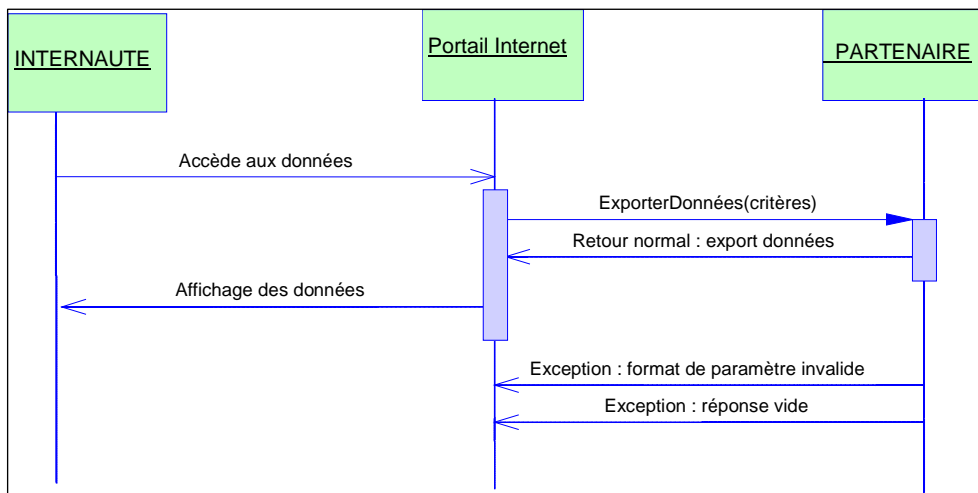 INTERNAUTE
Portail Internet
PARTENAIRE
Accède aux données
ExporterDonnées(critères)
Retour normal : export données
Affichage des données
Exception : format de paramètre invalide
Exception : réponse vide